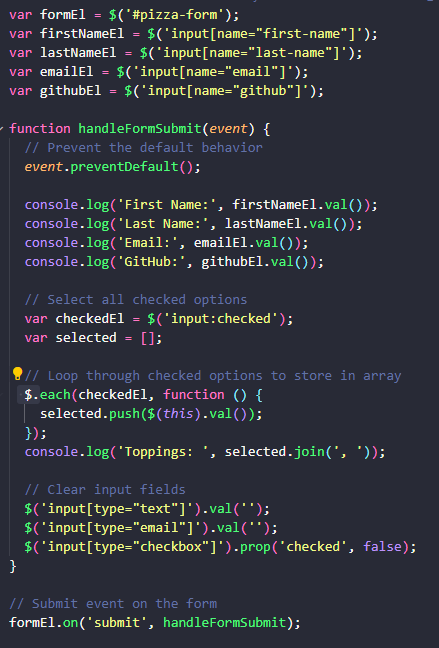 var formEl = $('#pizza-form');
var firstNameEl = $('input[name="first-name"]');
var lastNameEl = $('input[name="last-name"]');
var emailEl = $('input[name="email"]');
var githubEl = $('input[name="github"]');

function handleFormSubmit(event) {
  // Prevent the default behavior
  event.preventDefault();

  console.log('First Name:', firstNameEl.val());
  console.log('Last Name:', lastNameEl.val());
  console.log('Email:', emailEl.val());
  console.log('GitHub:', githubEl.val());

  // Select all checked options
  var checkedEl = $('input:checked');
  var selected = [];

  // Loop through checked options to store in array
  $.each(checkedEl, function () {
    selected.push($(this).val());
  });
  console.log('Toppings: ', selected.join(', '));

  // Clear input fields
  $('input[type="text"]').val('');
  $('input[type="email"]').val('');
  $('input[type="checkbox"]').prop('checked', false);
}

// Submit event on the form
formEl.on('submit', handleFormSubmit);